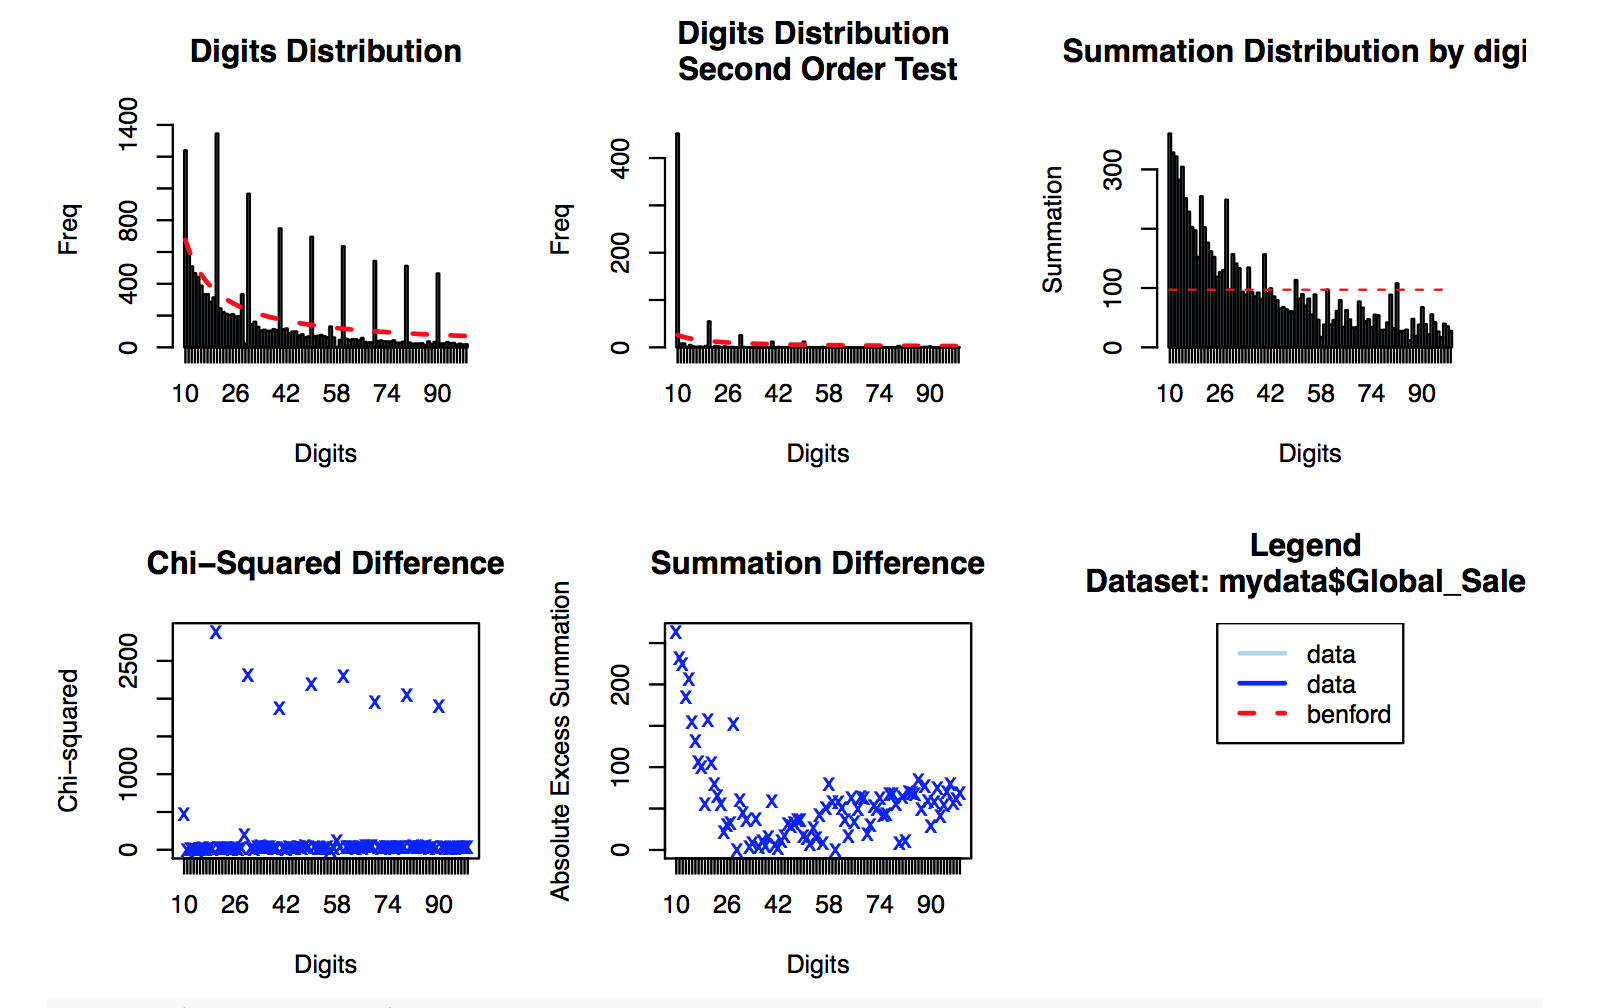 Digits Distribution
Freq
1400
800
400
0
10 26 42 58 74 90
Digits
Digits Distribution
Second Order Test
Freq
400
200
0
10 26 42 58 74 90
Digits
Summation Distribution by digi
Summation
300
100
0
10 26 42 58 74 90
Digits
Chi−Squared Difference
Chi−squared
2500
1000
0
10 26 42 58 74 90
Digits
Summation Difference
Absolute Excess Summation
200
100
0
10 26 42 58 74 90
Digits
Legend
Dataset: mydata$Global_Sale
data
data
benford